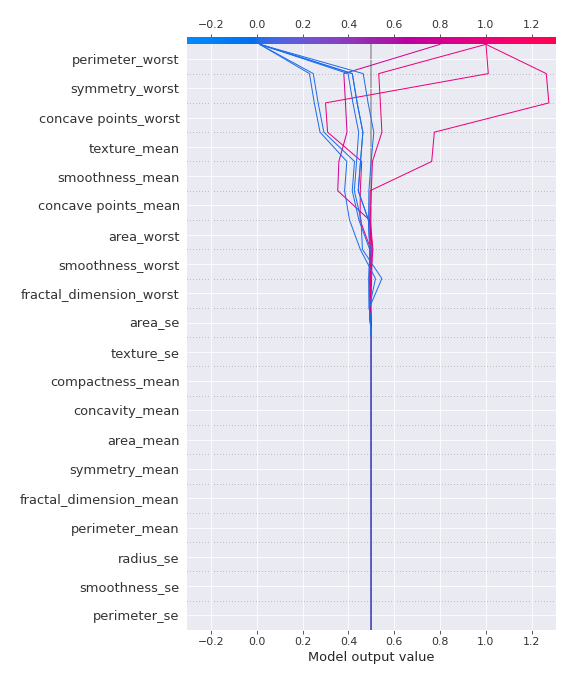 −0.2 0.0 0.2 0.4 0.6 0.8 1.0 1.2
perimeter_worst
symmetry_worst
concave points_worst
texture_mean
smoothness_mean
concave points_mean
area_worst
smoothness_worst
fractal_dimension_worst
area_se
texture_se
compactness_mean
concavity_mean
area_mean
symmetry_mean
fractal_dimension_mean
perimeter_mean
radius_se
smoothness_se
perimeter_se
−0.2 0.0 0.2 0.4 0.6 0.8 1.0 1.2
Model output value